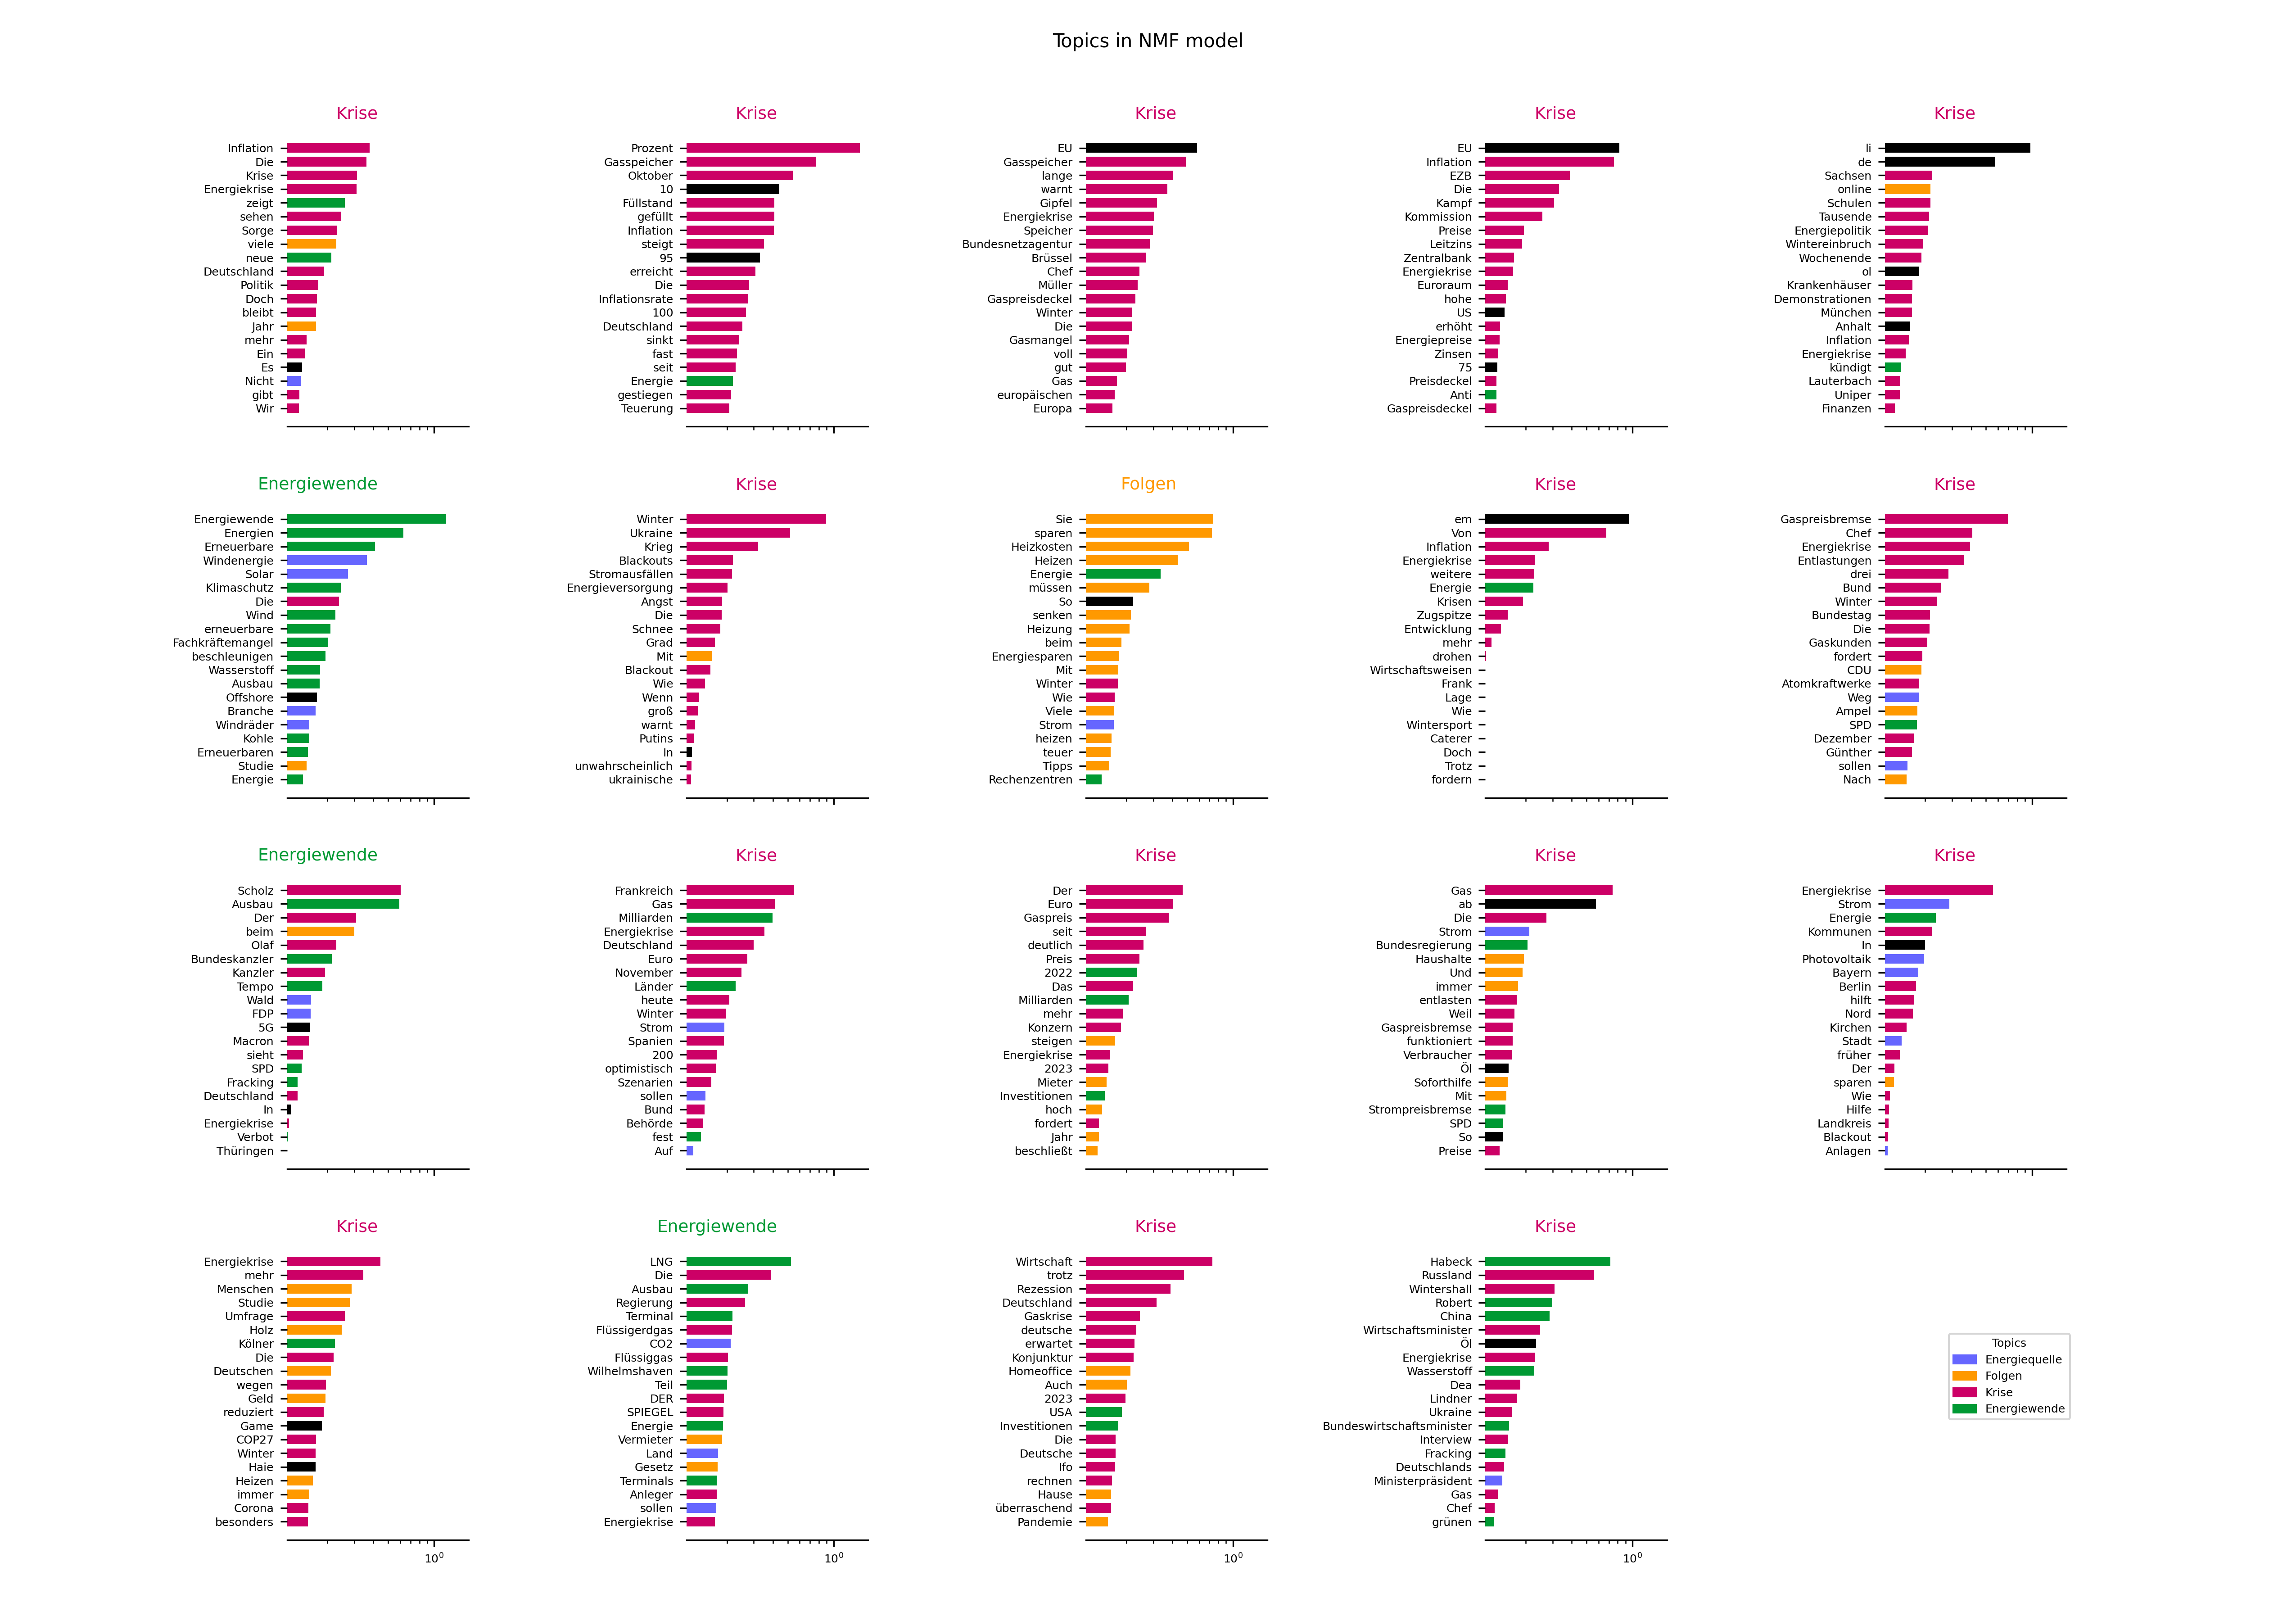 Topics in NMF model
Krise
Inflation
Die
Krise
Energiekrise
zeigt
sehen
Sorge
viele
neue
Deutschland
Politik
Doch
bleibt
Jahr
mehr
Ein
Es
Nicht
gibt
Wir
Krise
Prozent
Gasspeicher
Oktober
10
Füllstand
gefüllt
Inflation
steigt
95
erreicht
Die
Inflationsrate
100
Deutschland
sinkt
fast
seit
Energie
gestiegen
Teuerung
Krise
EU
Gasspeicher
lange
warnt
Gipfel
Energiekrise
Speicher
Bundesnetzagentur
Brüssel
Chef
Müller
Gaspreisdeckel
Winter
Die
Gasmangel
voll
gut
Gas
europäischen
Europa
Krise
EU
Inflation
EZB
Die
Kampf
Kommission
Preise
Leitzins
Zentralbank
Energiekrise
Euroraum
hohe
US
erhöht
Energiepreise
Zinsen
75
Preisdeckel
Anti
Gaspreisdeckel
Krise
li
de
Sachsen
online
Schulen
Tausende
Energiepolitik
Wintereinbruch
Wochenende
ol
Krankenhäuser
Demonstrationen
München
Anhalt
Inflation
Energiekrise
kündigt
Lauterbach
Uniper
Finanzen
Energiewende
Energiewende
Energien
Erneuerbare
Windenergie
Solar
Klimaschutz
Die
Wind
erneuerbare
Fachkräftemangel
beschleunigen
Wasserstoff
Ausbau
Offshore
Branche
Windräder
Kohle
Erneuerbaren
Studie
Energie
Krise
Winter
Ukraine
Krieg
Blackouts
Stromausfällen
Energieversorgung
Angst
Die
Schnee
Grad
Mit
Blackout
Wie
Wenn
groß
warnt
Putins
In
unwahrscheinlich
ukrainische
Folgen
Sie
sparen
Heizkosten
Heizen
Energie
müssen
So
senken
Heizung
beim
Energiesparen
Mit
Winter
Wie
Viele
Strom
heizen
teuer
Tipps
Rechenzentren
Krise
em
Von
Inflation
Energiekrise
weitere
Energie
Krisen
Zugspitze
Entwicklung
mehr
drohen
Wirtschaftsweisen
Frank
Lage
Wie
Wintersport
Caterer
Doch
Trotz
fordern
Krise
Gaspreisbremse
Chef
Energiekrise
Entlastungen
drei
Bund
Winter
Bundestag
Die
Gaskunden
fordert
CDU
Atomkraftwerke
Weg
Ampel
SPD
Dezember
Günther
sollen
Nach
Energiewende
Scholz
Ausbau
Der
beim
Olaf
Bundeskanzler
Kanzler
Tempo
Wald
FDP
5G
Macron
sieht
SPD
Fracking
Deutschland
In
Energiekrise
Verbot
Thüringen
Krise
Frankreich
Gas
Milliarden
Energiekrise
Deutschland
Euro
November
Länder
heute
Winter
Strom
Spanien
200
optimistisch
Szenarien
sollen
Bund
Behörde
fest
Auf
Krise
Der
Euro
Gaspreis
seit
deutlich
Preis
2022
Das
Milliarden
mehr
Konzern
steigen
Energiekrise
2023
Mieter
Investitionen
hoch
fordert
Jahr
beschließt
Krise
Gas
ab
Die
Strom
Bundesregierung
Haushalte
Und
immer
entlasten
Weil
Gaspreisbremse
funktioniert
Verbraucher
Öl
Soforthilfe
Mit
Strompreisbremse
SPD
So
Preise
Krise
Energiekrise
Strom
Energie
Kommunen
In
Photovoltaik
Bayern
Berlin
hilft
Nord
Kirchen
Stadt
früher
Der
sparen
Wie
Hilfe
Landkreis
Blackout
Anlagen
Krise
Energiekrise
mehr
Menschen
Studie
Umfrage
Holz
Kölner
Die
Deutschen
wegen
Geld
reduziert
Game
COP27
Winter
Haie
Heizen
immer
Corona
besonders
10⁰
Energiewende
LNG
Die
Ausbau
Regierung
Terminal
Flüssigerdgas
CO2
Flüssiggas
Wilhelmshaven
Teil
DER
SPIEGEL
Energie
Vermieter
Land
Gesetz
Terminals
Anleger
sollen
Energiekrise
10⁰
Krise
Wirtschaft
trotz
Rezession
Deutschland
Gaskrise
deutsche
erwartet
Konjunktur
Homeoffice
Auch
2023
USA
Investitionen
Die
Deutsche
Ifo
rechnen
Hause
überraschend
Pandemie
10⁰
Krise
Habeck
Russland
Wintershall
Robert
China
Wirtschaftsminister
Öl
Energiekrise
Wasserstoff
Dea
Lindner
Ukraine
Bundeswirtschaftsminister
Interview
Fracking
Deutschlands
Ministerpräsident
Gas
Chef
grünen
10⁰
Topics
Energiequelle
Folgen
Krise
Energiewende